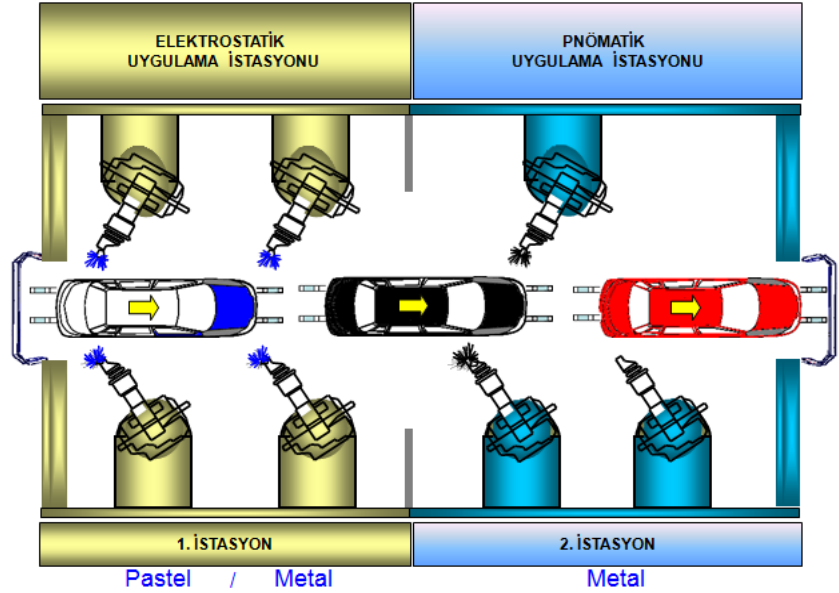 ELEKTROSTATİK
UYGULAMA İSTASYONU
PNÖMATİK
UYGULAMA İSTASYONU
1. İSTASYON
2. İSTASYON
Pastel / Metal
Metal